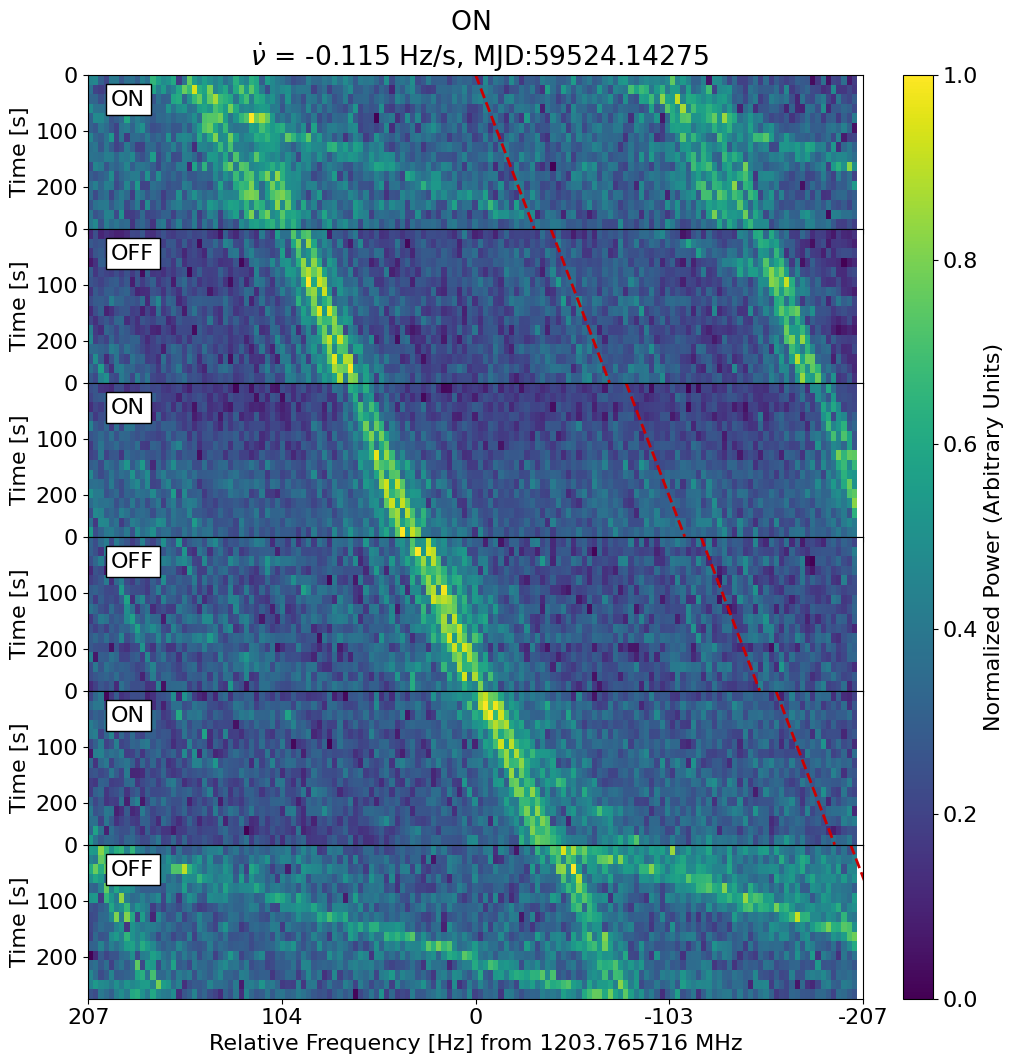 ON
ν̇ = -0.115 Hz/s, MJD:59524.14275
ON
OFF
ON
OFF
ON
OFF
Time [s]
0
100
200
Time [s]
0
100
200
Time [s]
0
100
200
Time [s]
0
100
200
Time [s]
0
100
200
Time [s]
0
100
200
207
104
0
-103
-207
Relative Frequency [Hz] from 1203.765716 MHz
1.0
0.8
0.6
0.4
0.2
0.0
Normalized Power (Arbitrary Units)